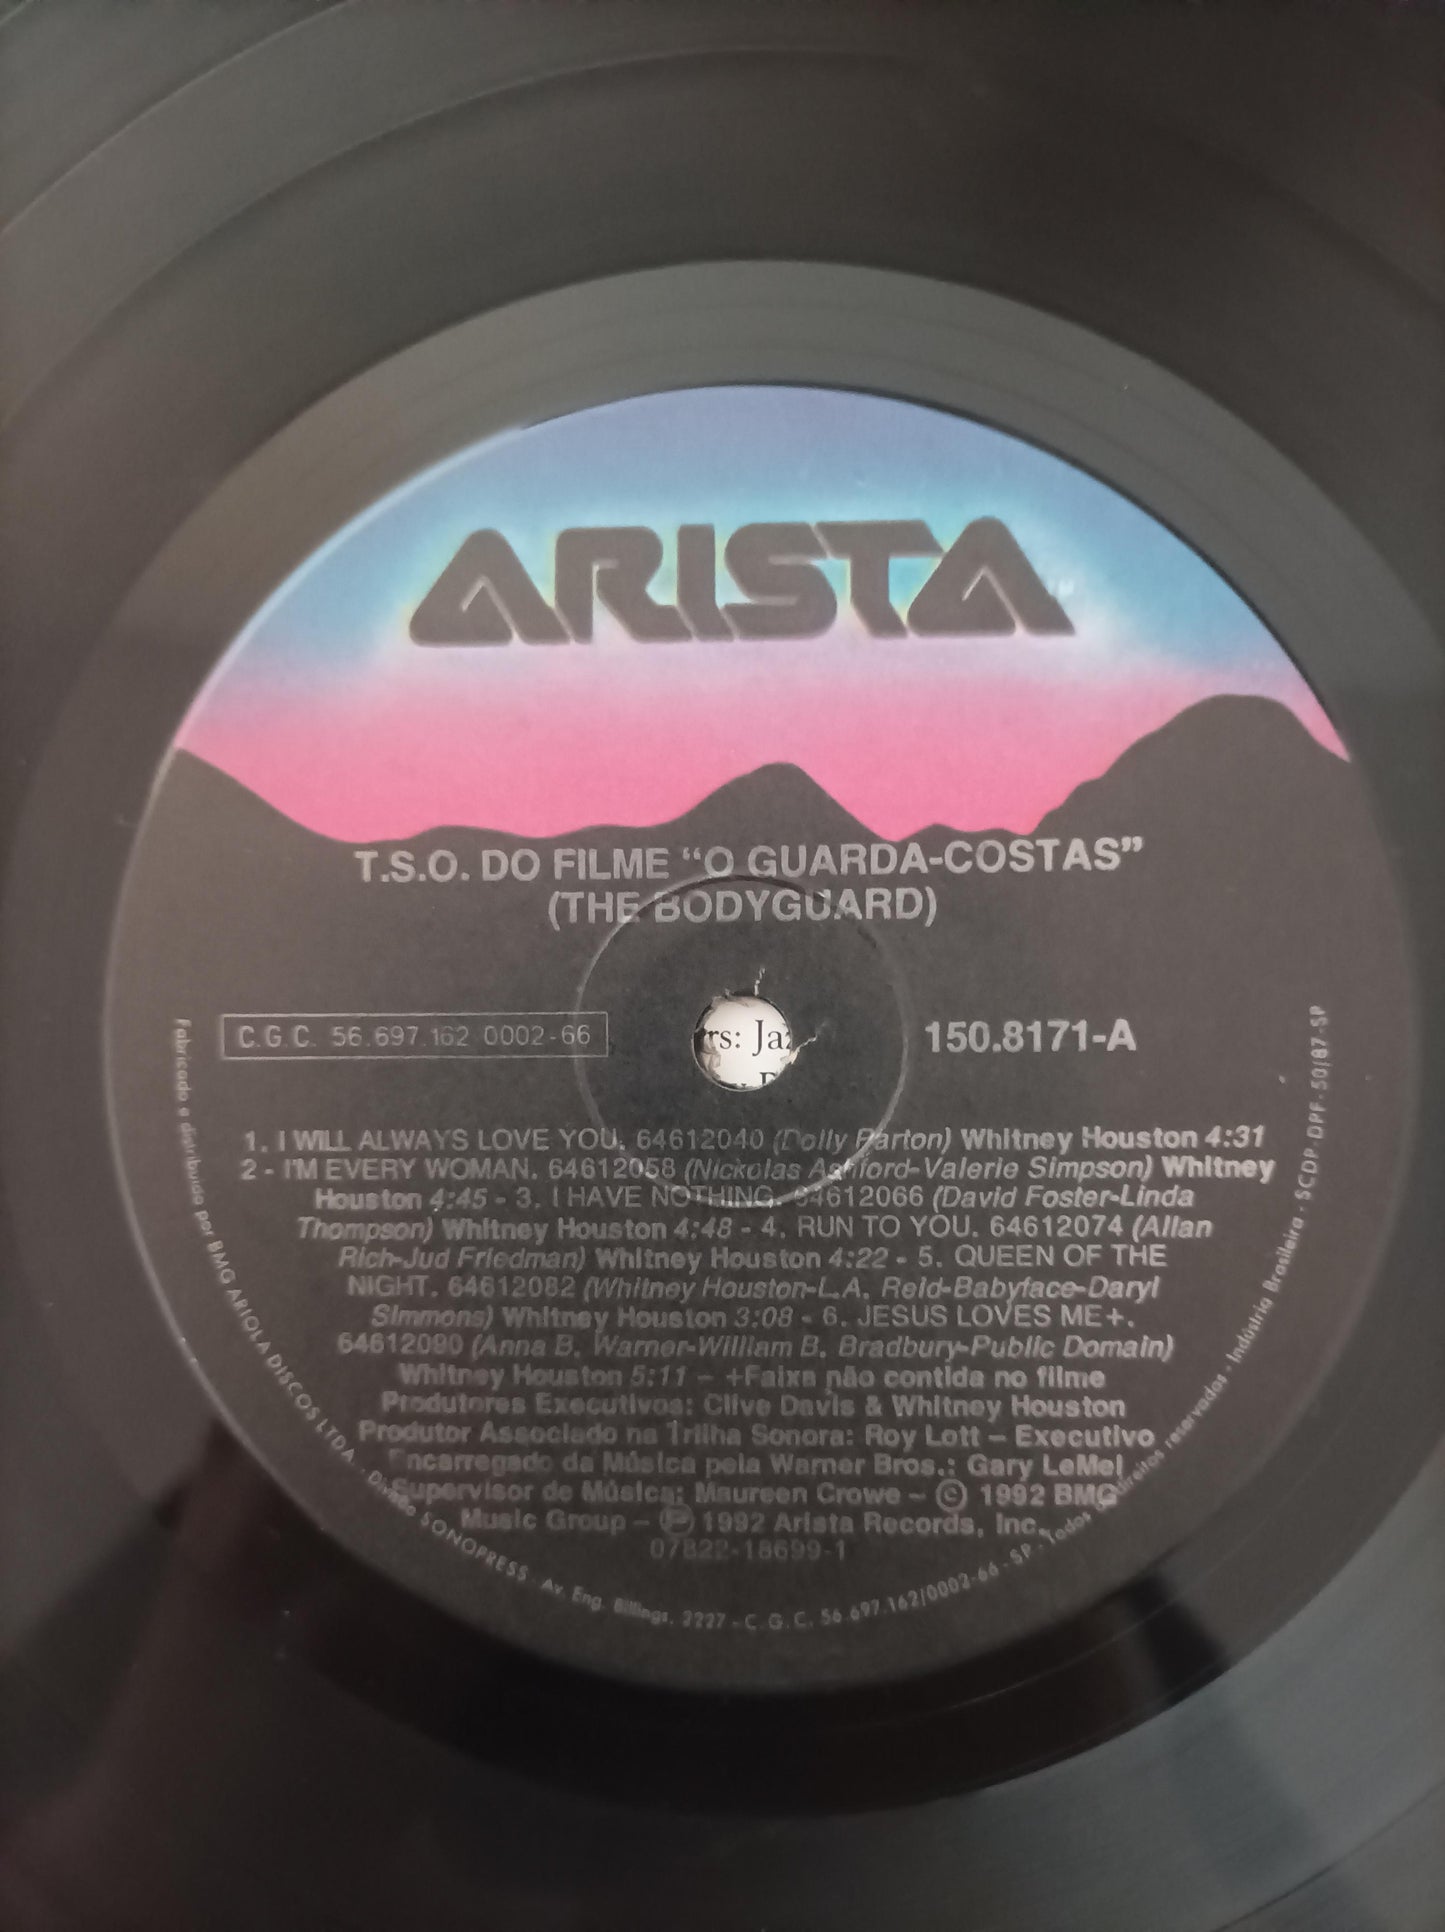 ARISTA
T.S.O. DO FILME “O GUARDA-COSTAS”
(THE BODYGUARD)
C.G.C. 56.697.162 0002-66
rs: Ja
150.8171-A
1. I WILL ALWAYS LOVE YOU. 64612040 (Dolly Parton) Whitney Houston 4:31
2 - I'M EVERY WOMAN. 64612058 (Nickolas Ashford-Valerie Simpson) Whitney
Houston 4:45 - 3. I HAVE NOTHING. 64612066 (David Foster-Linda
Thompson) Whitney Houston 4:48 - 4. RUN TO YOU. 64612074 (Allan
Rich-Jud Friedman) Whitney Houston 4:22 - 5. QUEEN OF THE
NIGHT. 64612082 (Whitney Houston-L.A. Reid-Babyface-Daryl
Simmons) Whitney Houston 3:08 - 6. JESUS LOVES ME+.
64612090 (Anna B. Warner-William B. Bradbury-Public Domain)
Whitney Houston 5:11 – +Faixa não contida no filme
Produtores Executivos: Clive Davis & Whitney Houston
Produtor Associado na Trilha Sonora: Roy Lott – Executivo
Encarregado da Música pela Warner Bros.: Gary LeMel
Supervisor de Música: Maureen Crowe – © 1992 BMG
Music Group – ℗ 1992 Arista Records, Inc.
07822-18699-1
Fabricado e distribuido por BMG ARIOLA DISCOS LTDA. - Divisão SONOPRESS - Av. Eng. Billings, 2227 - C.G.C. 56.697.162/0002-66 - SP - Todos direitos reservados - Indústria Brasileira - SCDP-DPF-50/87-SP